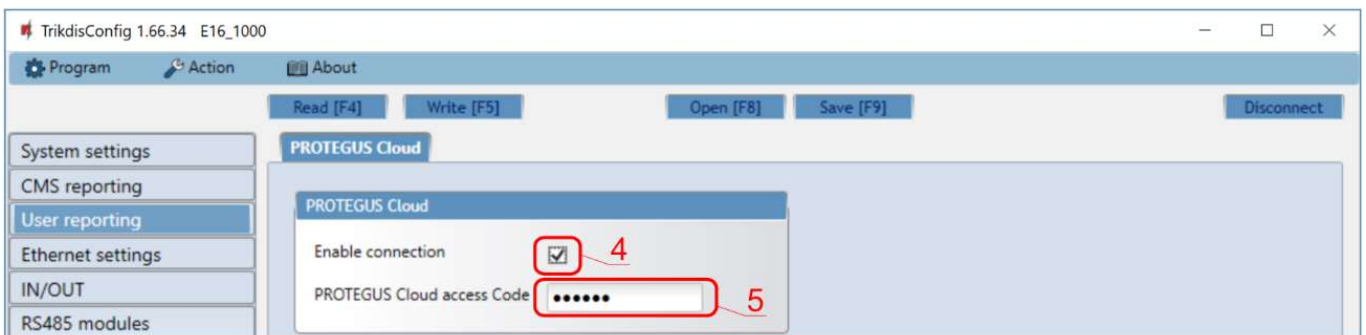 TrikdisConfig 1.66.34 E16_1000
Program Action About
Read [F4] Write [F5] Open [F8] Save [F9] Disconnect
System settings
CMS reporting
User reporting
Ethernet settings
IN/OUT
RS485 modules
PROTEGUS Cloud
PROTEGUS Cloud
Enable connection 4
PROTEGUS Cloud access Code •••••• 5